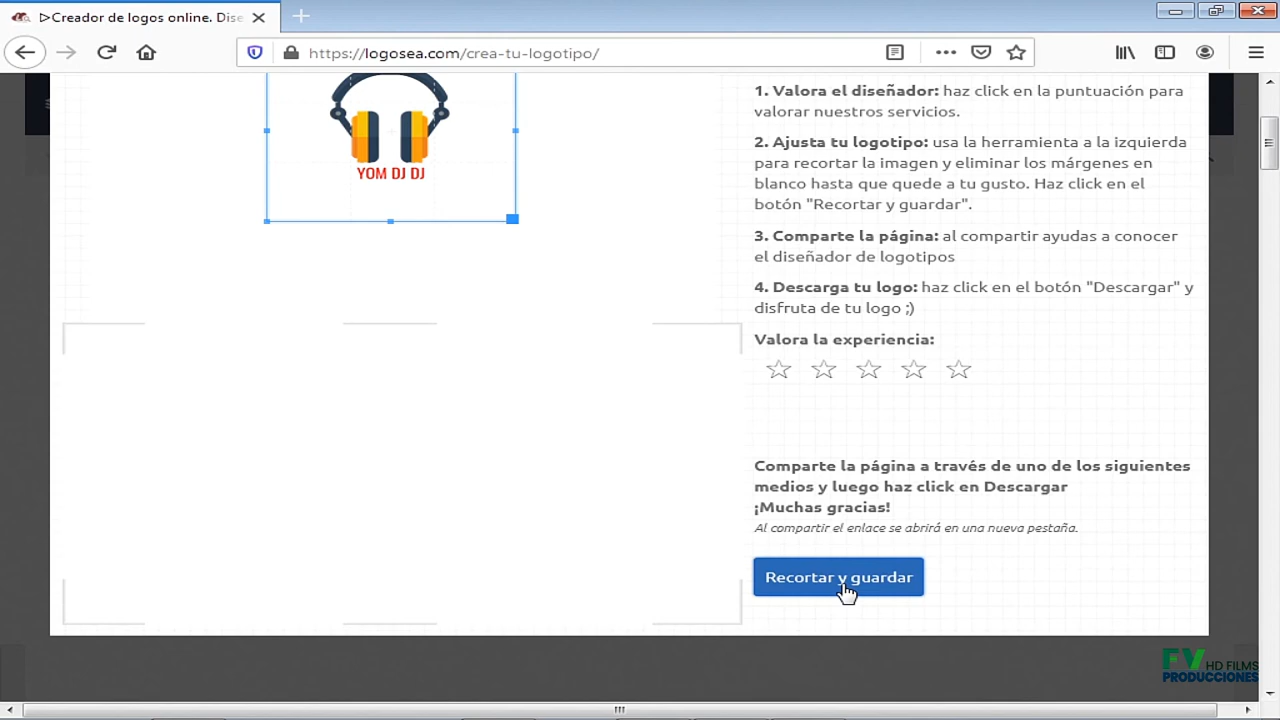 ▷Creador de logos online. Dise
https://logosea.com/crea-tu-logotipo/
YOM DJ DJ
1. Valora el diseñador: haz click en la puntuación para
valorar nuestros servicios.
2. Ajusta tu logotipo: usa la herramienta a la izquierda
para recortar la imagen y eliminar los márgenes en
blanco hasta que quede a tu gusto. Haz click en el
botón "Recortar y guardar".
3. Comparte la página: al compartir ayudas a conocer
el diseñador de logotipos
4. Descarga tu logo: haz click en el botón "Descargar" y
disfruta de tu logo ;)
Valora la experiencia:
Comparte la página a través de uno de los siguientes
medios y luego haz click en Descargar
¡Muchas gracias!
Al compartir el enlace se abrirá en una nueva pestaña.
Recortar y guardar
FV HD FILMS
PRODUCCIONES